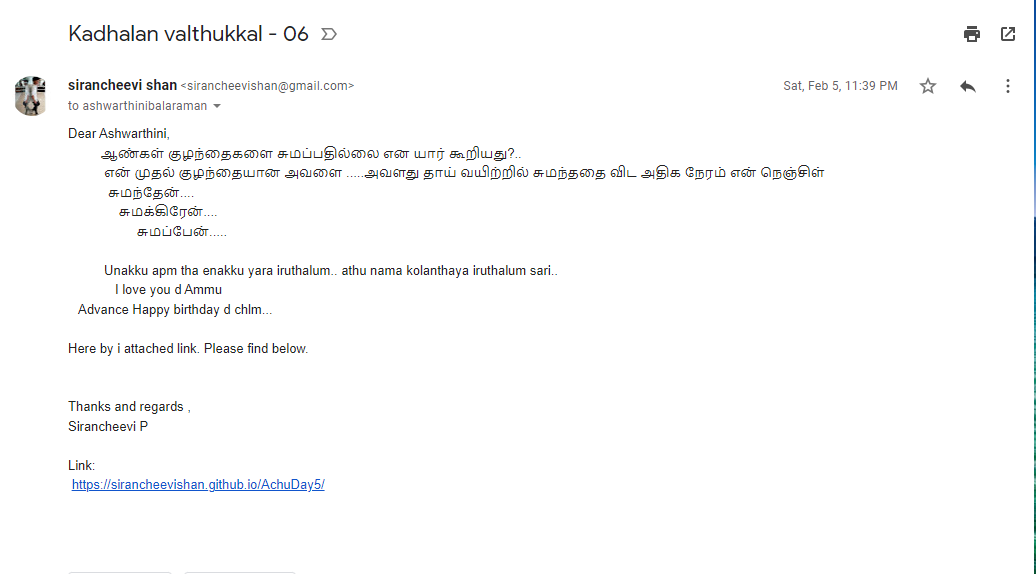 Kadhalan valthukkal - 06
sirancheevi shan <sirancheevishan@gmail.com>
Sat, Feb 5, 11:39 PM
to ashwarthinibalaraman
Dear Ashwarthini,
ஆண்கள் குழந்தைகளை சுமப்பதில்லை என யார் கூறியது?..
என் முதல் குழந்தையான அவளை .....அவளது தாய் வயிற்றில் சுமந்ததை விட அதிக நேரம் என் நெஞ்சில்
சுமந்தேன்....
சுமக்கிரேன்....
சுமப்பேன்.....
Unakku apm tha enakku yara iruthalum.. athu nama kolanthaya iruthalum sari..
I love you d Ammu
Advance Happy birthday d chlm...
Here by i attached link. Please find below.
Thanks and regards ,
Sirancheevi P
Link:
https://sirancheevishan.github.io/AchuDay5/